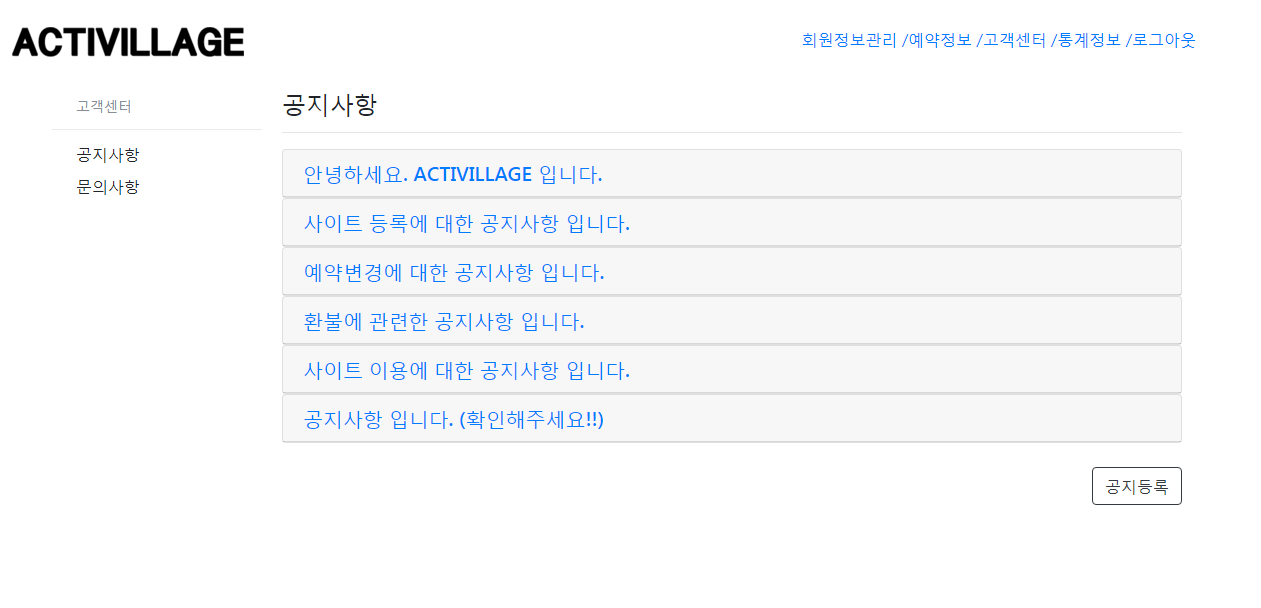 ACTIVILLAGE
회원정보관리 /예약정보 /고객센터 /통계정보 /로그아웃
고객센터
공지사항
문의사항
공지사항
안녕하세요. ACTIVILLAGE 입니다.
사이트 등록에 대한 공지사항 입니다.
예약변경에 대한 공지사항 입니다.
환불에 관련한 공지사항 입니다.
사이트 이용에 대한 공지사항 입니다.
공지사항 입니다. (확인해주세요!!)
공지등록